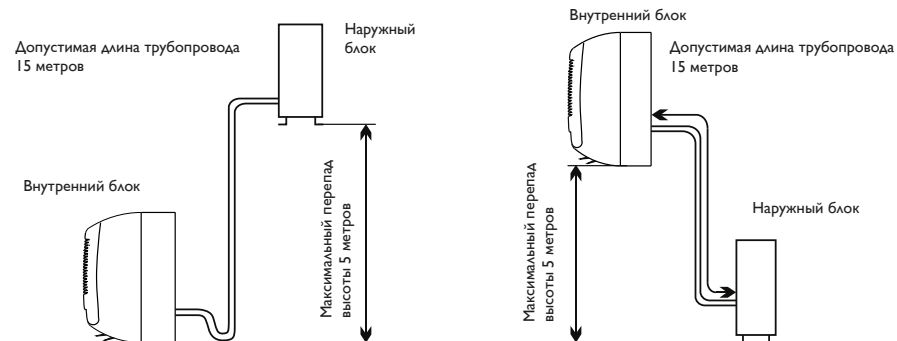 Допустимая длина трубопровода
15 метров
Наружный
блок
Внутренний блок
Максимальный перепад
высоты 5 метров
Внутренний блок
Допустимая длина трубопровода
15 метров
Максимальный перепад
высоты 5 метров
Наружный блок